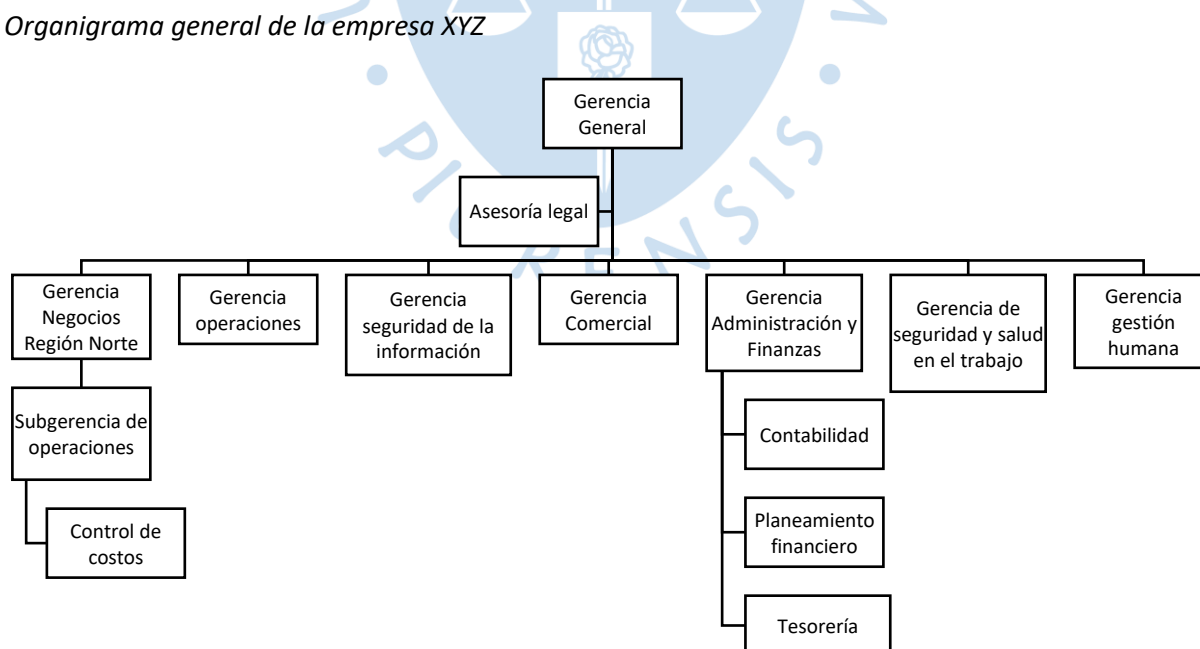 Organigrama general de la empresa XYZ
Gerencia
General
Asesoría legal
Gerencia
Negocios
Región Norte
Gerencia
operaciones
Gerencia
seguridad de la
información
Gerencia
Comercial
Gerencia
Administración y
Finanzas
Gerencia de
seguridad y salud
en el trabajo
Gerencia
gestión
humana
Subgerencia de
operaciones
Control de
costos
Contabilidad
Planeamiento
financiero
Tesorería